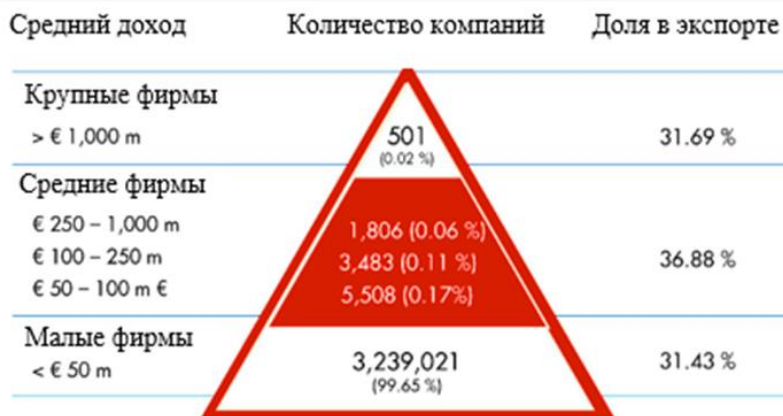 Средний доход Количество компаний Доля в экспорте
Крупные фирмы
> € 1,000 m 501 31.69 %
(0.02 %)
Средние фирмы
€ 250 – 1,000 m 1,806 (0.06 %)
€ 100 – 250 m 3,483 (0.11 %) 36.88 %
€ 50 – 100 m € 5,508 (0.17%)
Малые фирмы
< € 50 m 3,239,021 31.43 %
(99.65 %)